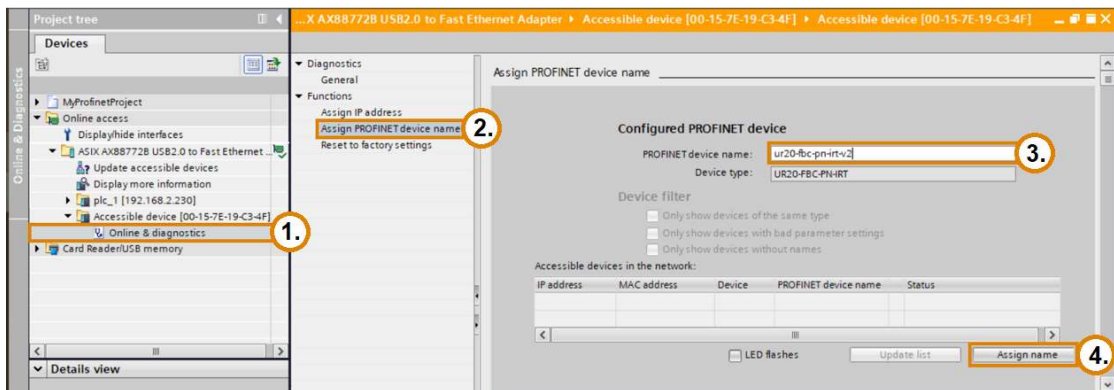 Project tree
...X AX88772B USB2.0 to Fast Ethernet Adapter ▸ Accessible device [00-15-7E-19-C3-4F] ▸ Accessible device [00-15-7E-19-C3-4F]
Devices
Online & Diagnostics
MyProfinetProject
Online access
Display/hide interfaces
ASIX AX88772B USB2.0 to Fast Ethernet ...
Update accessible devices
Display more information
plc_1 [192.168.2.230]
Accessible device [00-15-7E-19-C3-4F]
Online & diagnostics
1.
Card Reader/USB memory
Details view
Diagnostics
General
Functions
Assign IP address
Assign PROFINET device name
2.
Reset to factory settings
Assign PROFINET device name
Configured PROFINET device
PROFINET device name: ur20-fbc-pn-irt-v2
3.
Device type: UR20-FBC-PN-IRT
Device filter
Only show devices of the same type
Only show devices with bad parameter settings
Only show devices without names
Accessible devices in the network:
IP address MAC address Device PROFINET device name Status
LED flashes Update list Assign name
4.